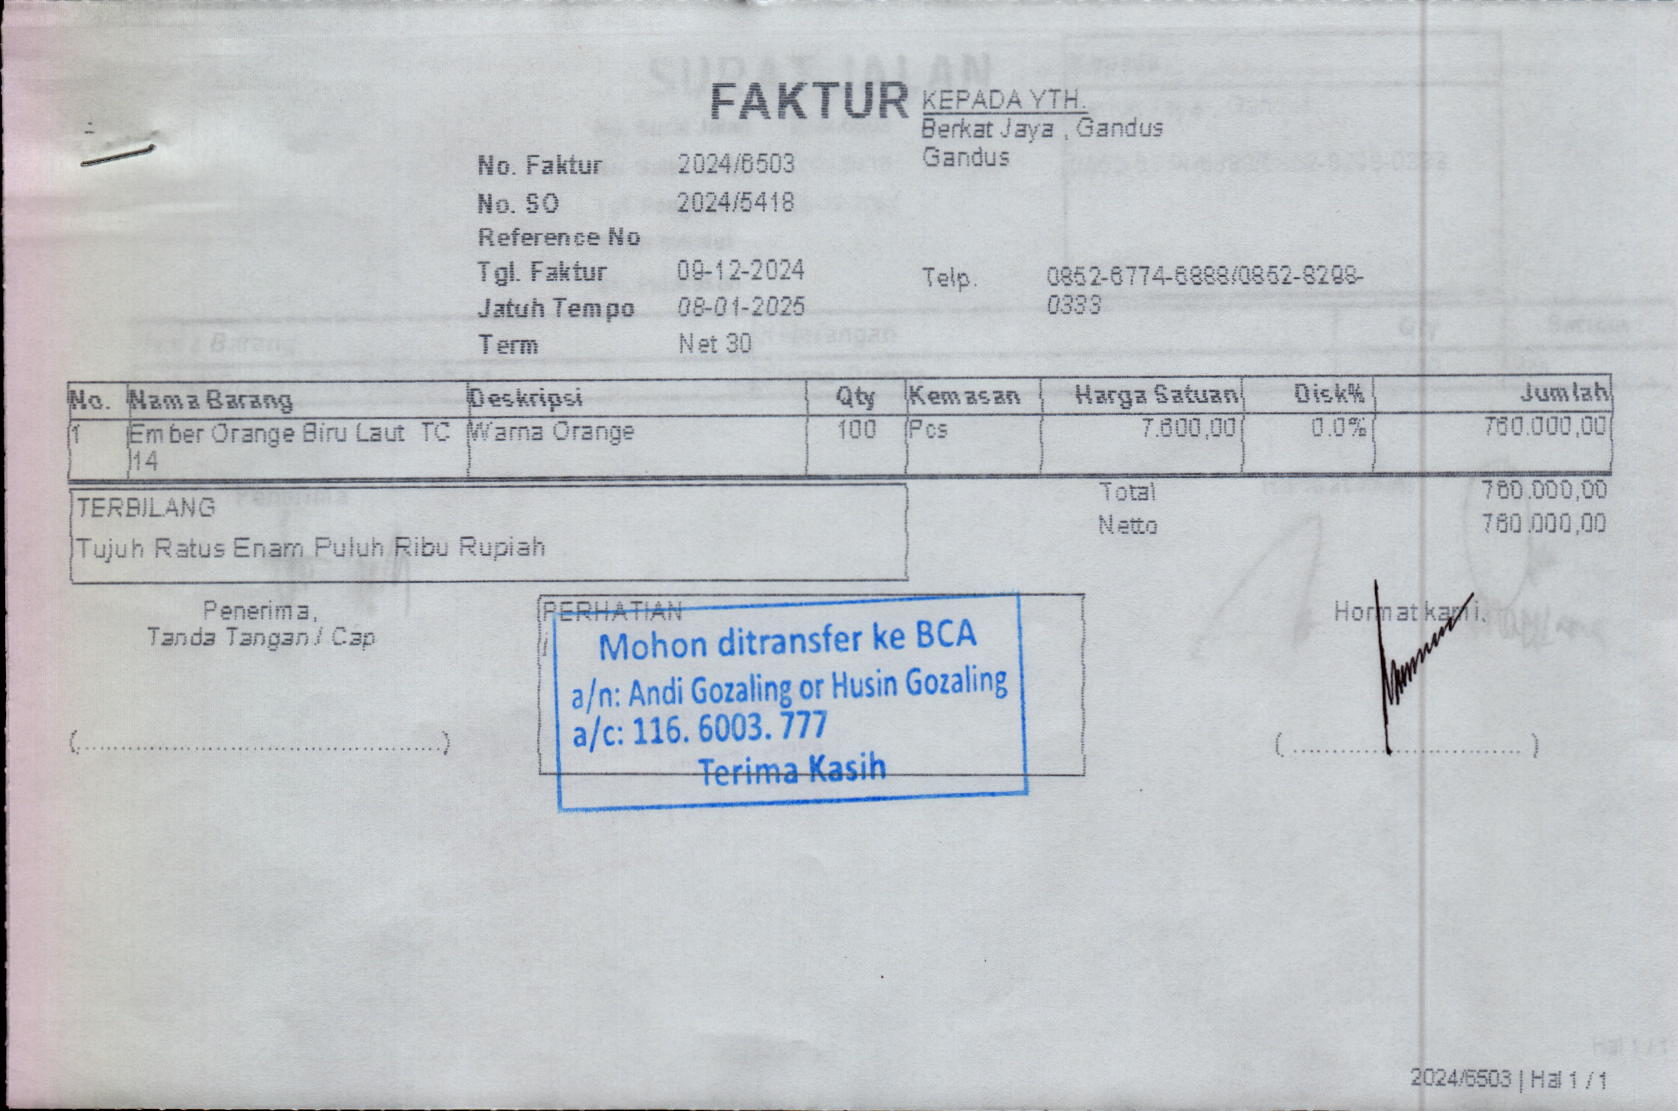 FAKTUR
KEPADA YTH.
Berkat Jaya , Gandus
Gandus
No. Faktur 2024/6503
No. SO 2024/5418
Reference No
Tgl. Faktur 09-12-2024
Telp. 0852-6774-6888/0852-8298-
0333
Jatuh Tempo 08-01-2025
Term Net 30
No. Nama Barang Deskripsi Qty Kemasan Harga Satuan Disk% Jumlah
1 Ember Orange Biru Laut TC Warna Orange 100 Pcs 7.600,00 0.0% 760.000,00
14
Total 760.000,00
Netto 760.000,00
TERBILANG
Tujuh Ratus Enam Puluh Ribu Rupiah
Penerima,
Tanda Tangan / Cap
PERHATIAN
Mohon ditransfer ke BCA
a/n: Andi Gozaling or Husin Gozaling
a/c: 116. 6003. 777
Terima Kasih
Hormat kami.
(..........................................)
(..............................)
2024/6503 | Hal 1 / 1